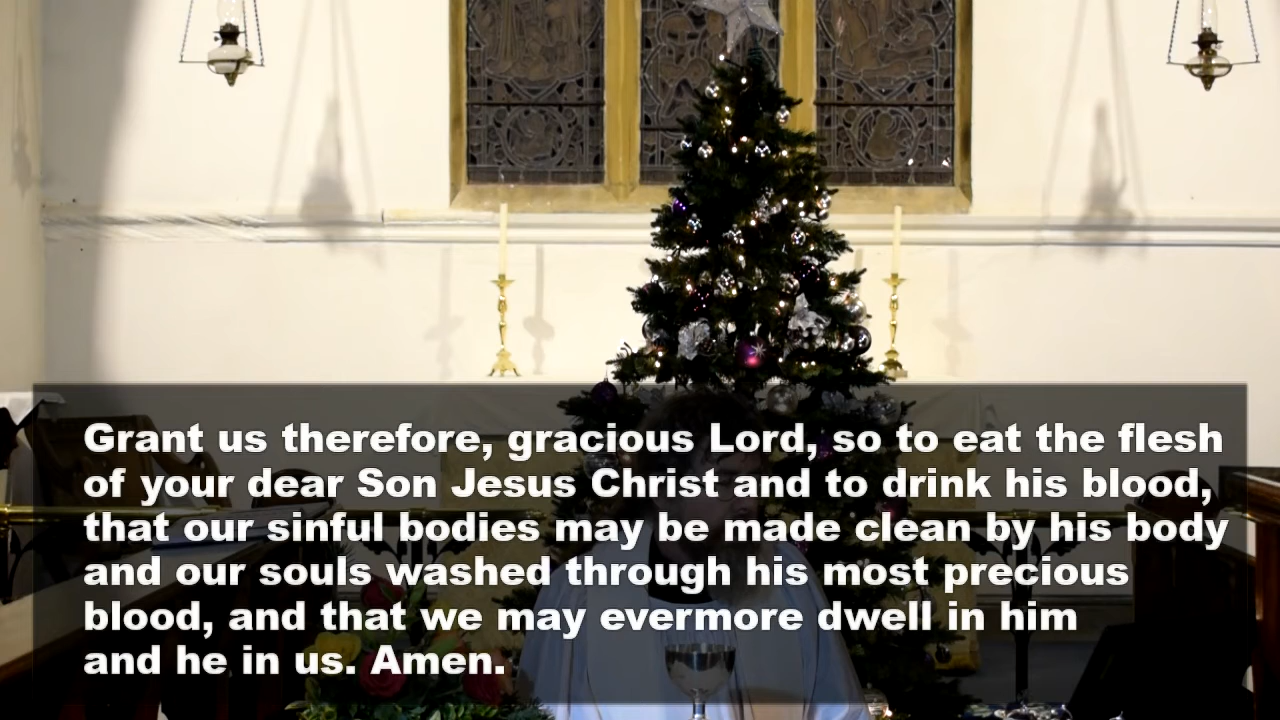 Grant us therefore, gracious Lord, so to eat the flesh
of your dear Son Jesus Christ and to drink his blood,
that our sinful bodies may be made clean by his body
and our souls washed through his most precious
blood, and that we may evermore dwell in him
and he in us. Amen.